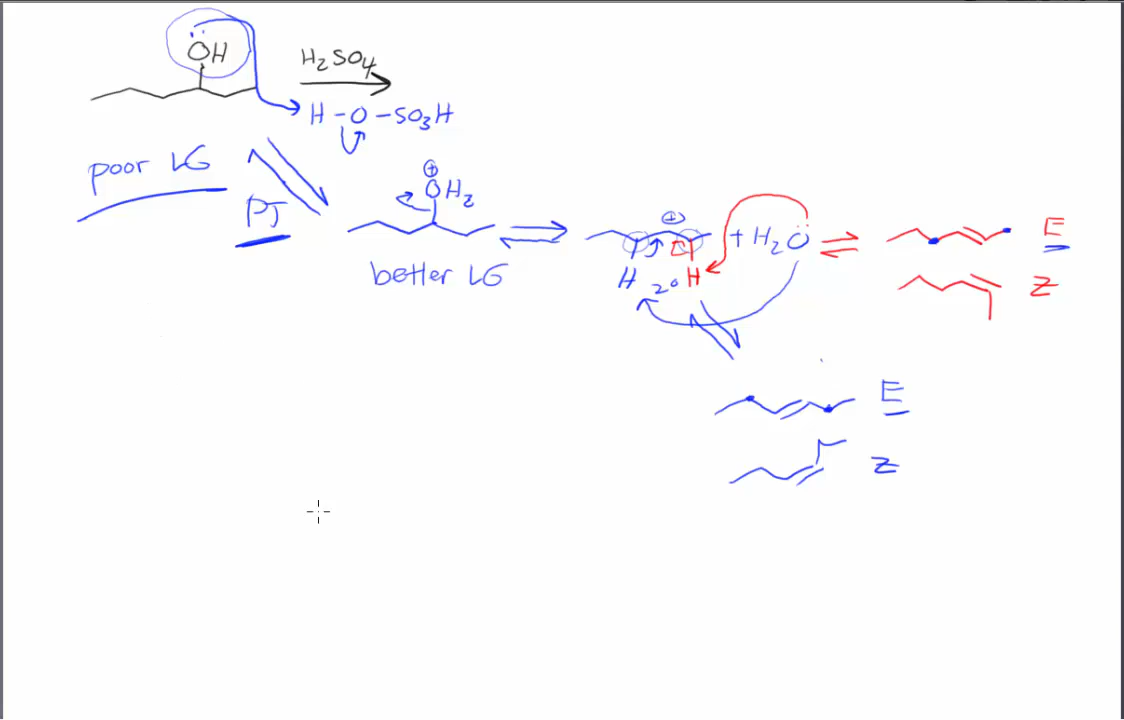 OH
H₂SO₄
H-O-SO₃H
poor LG
PT
⊕
OH₂
better LG
⊕
+ H₂O
H 2° H
E
Z
E
Z